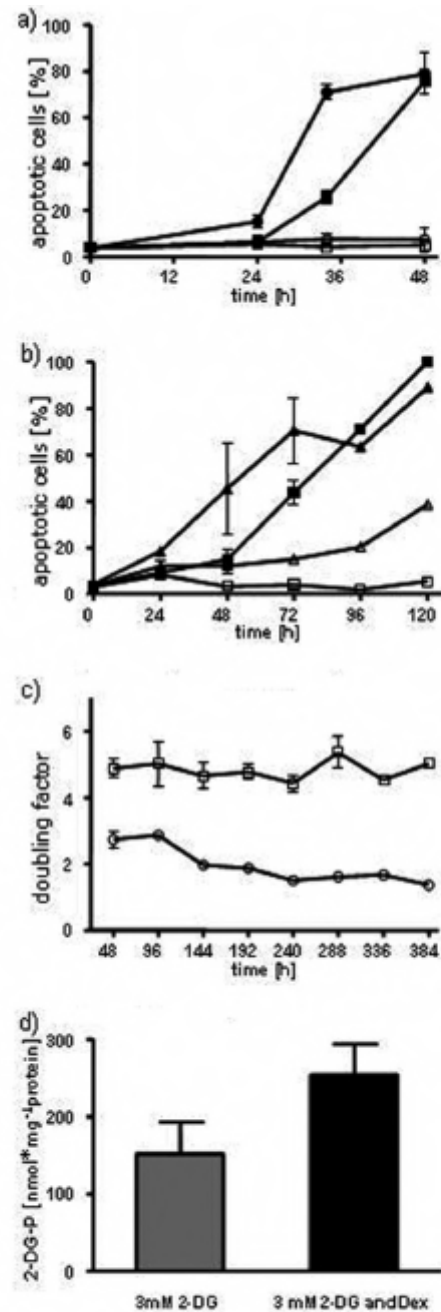 a)
apoptotic cells [%]
100
80
60
40
20
0
0 12 24 36 48
time [h]
b)
apoptotic cells [%]
100
80
60
40
20
0
0 24 48 72 96 120
time [h]
c)
doubling factor
6
4
2
0
48 96 144 192 240 288 336 384
time [h]
d)
2-DG-P [nmol*mg⁻¹protein]
300
200
100
0
3mM 2-DG 3 mM 2-DG and Dex